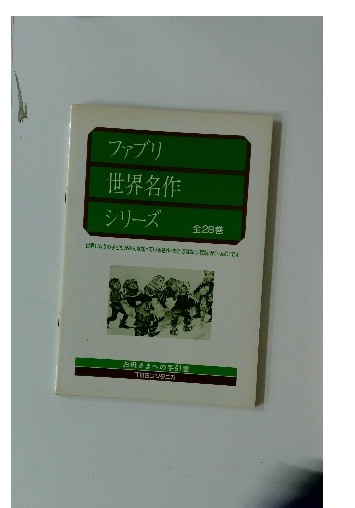 ファブリ
世界名作
シリーズ
全28巻
お母さまへの手引書
TBSブリタニカ